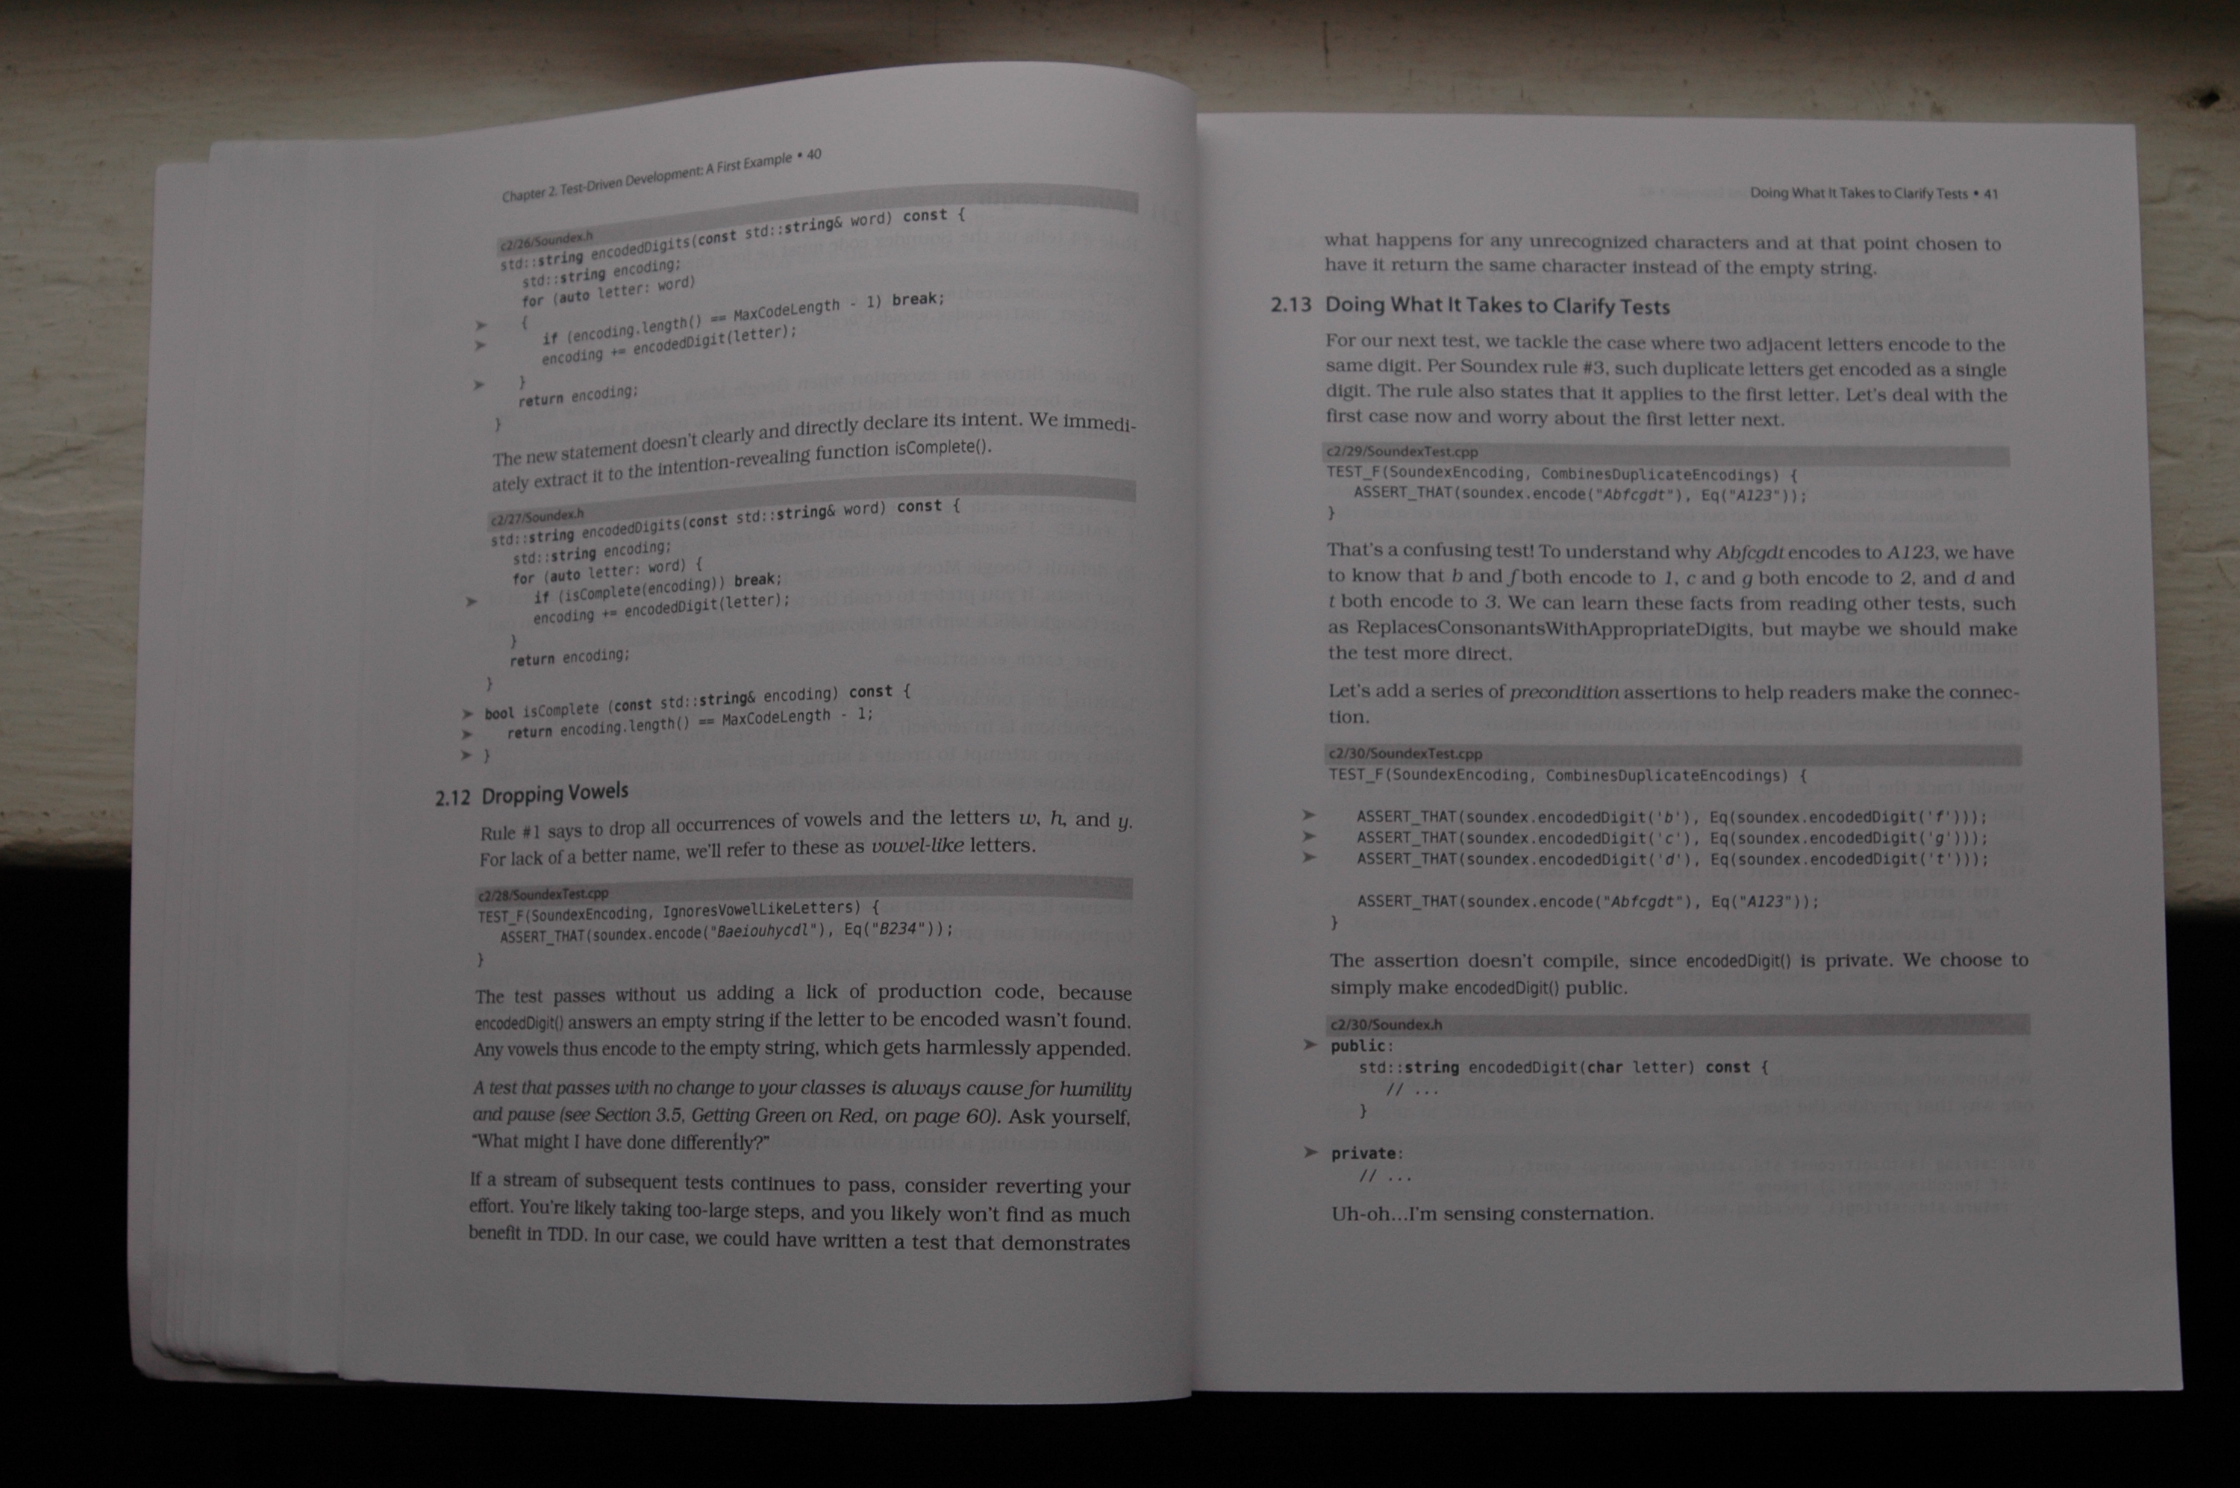 Chapter 2. Test-Driven Development: A First Example • 40
c2/26/Soundex.h
std::string encodedDigits(const std::string& word) const {
std::string encoding;
for (auto letter: word)
➤ {
➤ if (encoding.length() == MaxCodeLength - 1) break;
encoding += encodedDigit(letter);
➤ }
return encoding;
}
The new statement doesn't clearly and directly declare its intent. We immedi-
ately extract it to the intention-revealing function isComplete().
c2/27/Soundex.h
std::string encodedDigits(const std::string& word) const {
std::string encoding;
for (auto letter: word) {
➤ if (isComplete(encoding)) break;
encoding += encodedDigit(letter);
}
return encoding;
}
➤ bool isComplete (const std::string& encoding) const {
➤ return encoding.length() == MaxCodeLength - 1;
➤ }
2.12 Dropping Vowels
Rule #1 says to drop all occurrences of vowels and the letters w, h, and y.
For lack of a better name, we'll refer to these as vowel-like letters.
c2/28/SoundexTest.cpp
TEST_F(SoundexEncoding, IgnoresVowelLikeLetters) {
ASSERT_THAT(soundex.encode("Baeiouhycdl"), Eq("B234"));
}
The test passes without us adding a lick of production code, because
encodedDigit() answers an empty string if the letter to be encoded wasn't found.
Any vowels thus encode to the empty string, which gets harmlessly appended.
A test that passes with no change to your classes is always cause for humility
and pause (see Section 3.5, Getting Green on Red, on page 60). Ask yourself,
"What might I have done differently?"
If a stream of subsequent tests continues to pass, consider reverting your
effort. You're likely taking too-large steps, and you likely won't find as much
benefit in TDD. In our case, we could have written a test that demonstrates
Doing What It Takes to Clarify Tests • 41
what happens for any unrecognized characters and at that point chosen to
have it return the same character instead of the empty string.
2.13 Doing What It Takes to Clarify Tests
For our next test, we tackle the case where two adjacent letters encode to the
same digit. Per Soundex rule #3, such duplicate letters get encoded as a single
digit. The rule also states that it applies to the first letter. Let's deal with the
first case now and worry about the first letter next.
c2/29/SoundexTest.cpp
TEST_F(SoundexEncoding, CombinesDuplicateEncodings) {
ASSERT_THAT(soundex.encode("Abfcgdt"), Eq("A123"));
}
That's a confusing test! To understand why Abfcgdt encodes to A123, we have
to know that b and f both encode to 1, c and g both encode to 2, and d and
t both encode to 3. We can learn these facts from reading other tests, such
as ReplacesConsonantsWithAppropriateDigits, but maybe we should make
the test more direct.
Let's add a series of precondition assertions to help readers make the connec-
tion.
c2/30/SoundexTest.cpp
TEST_F(SoundexEncoding, CombinesDuplicateEncodings) {
➤ ASSERT_THAT(soundex.encodedDigit('b'), Eq(soundex.encodedDigit('f')));
➤ ASSERT_THAT(soundex.encodedDigit('c'), Eq(soundex.encodedDigit('g')));
➤ ASSERT_THAT(soundex.encodedDigit('d'), Eq(soundex.encodedDigit('t')));
ASSERT_THAT(soundex.encode("Abfcgdt"), Eq("A123"));
}
The assertion doesn't compile, since encodedDigit() is private. We choose to
simply make encodedDigit() public.
c2/30/Soundex.h
➤ public:
std::string encodedDigit(char letter) const {
// ...
}
➤ private:
// ...
Uh-oh...I'm sensing consternation.